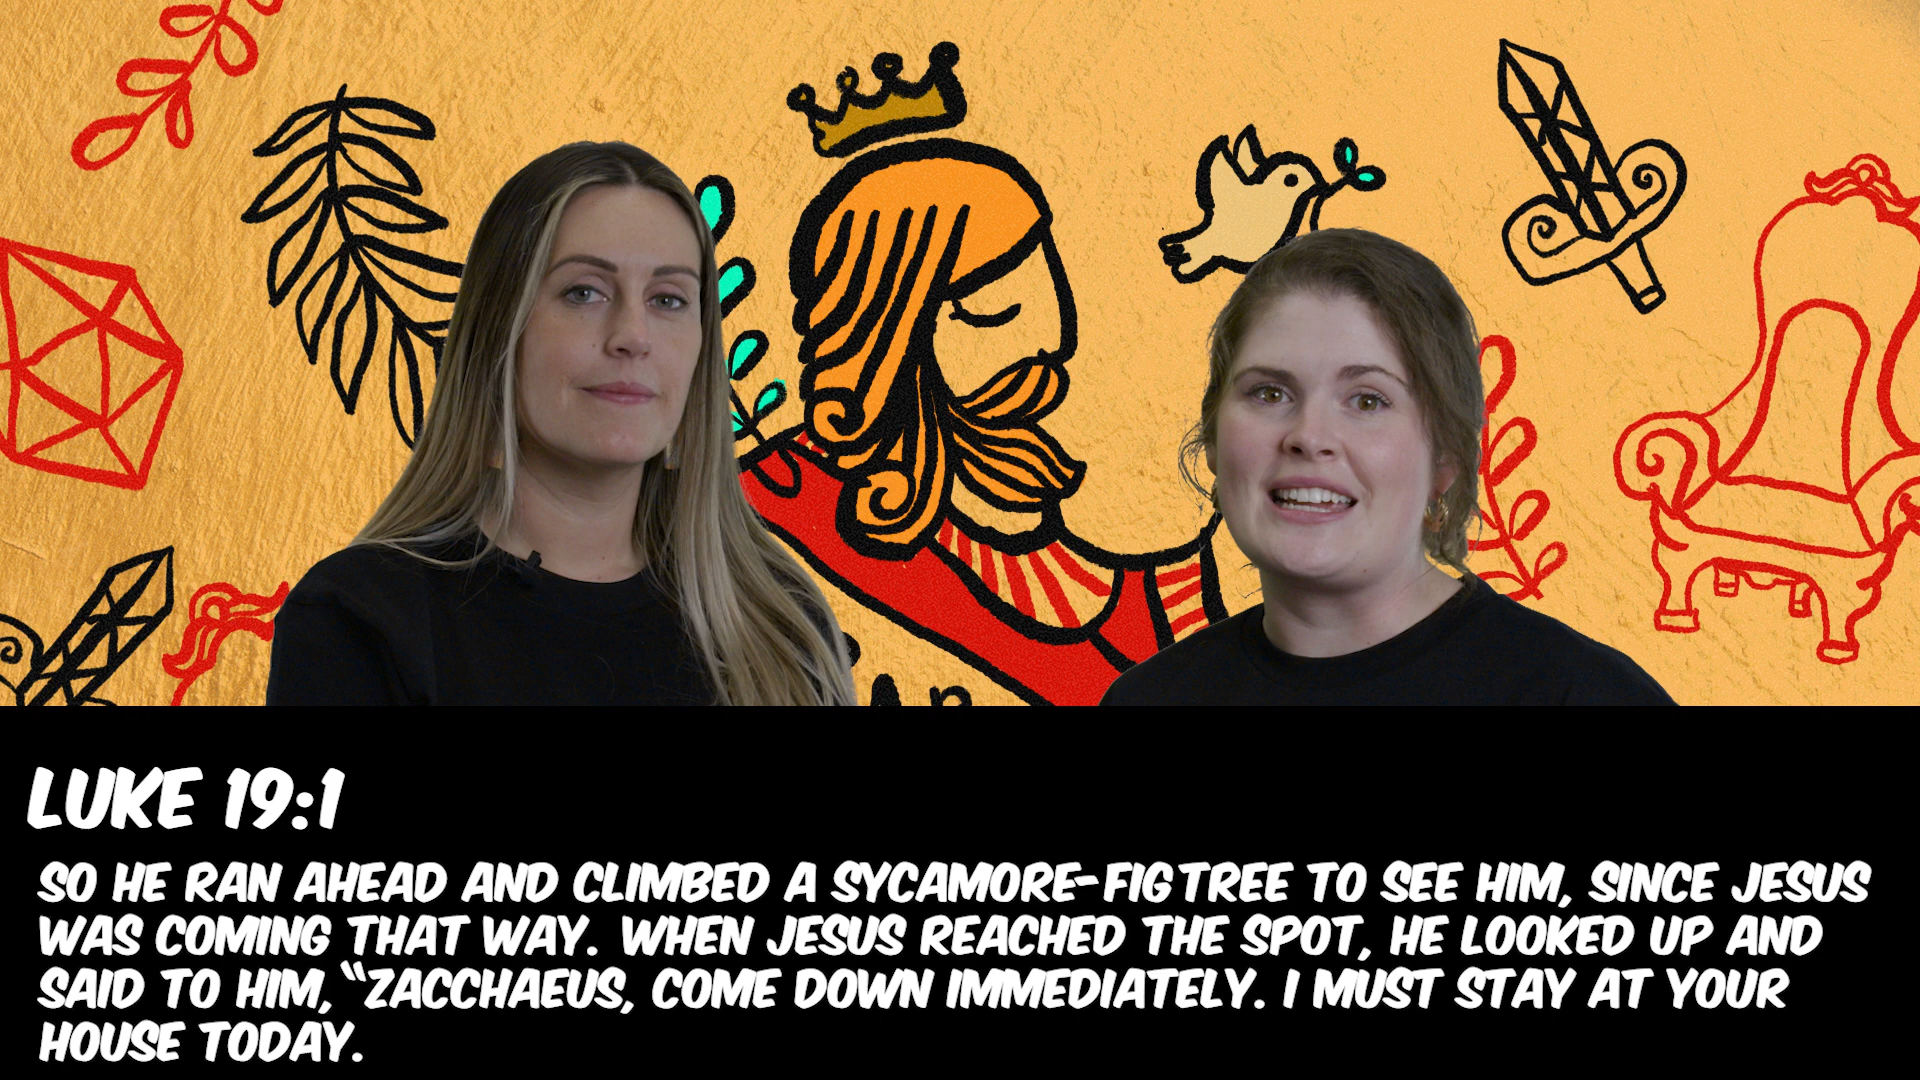 LUKE 19:1
SO HE RAN AHEAD AND CLIMBED A SYCAMORE-FIG TREE TO SEE HIM, SINCE JESUS
WAS COMING THAT WAY. WHEN JESUS REACHED THE SPOT, HE LOOKED UP AND
SAID TO HIM, “ZACCHAEUS, COME DOWN IMMEDIATELY. I MUST STAY AT YOUR
HOUSE TODAY.